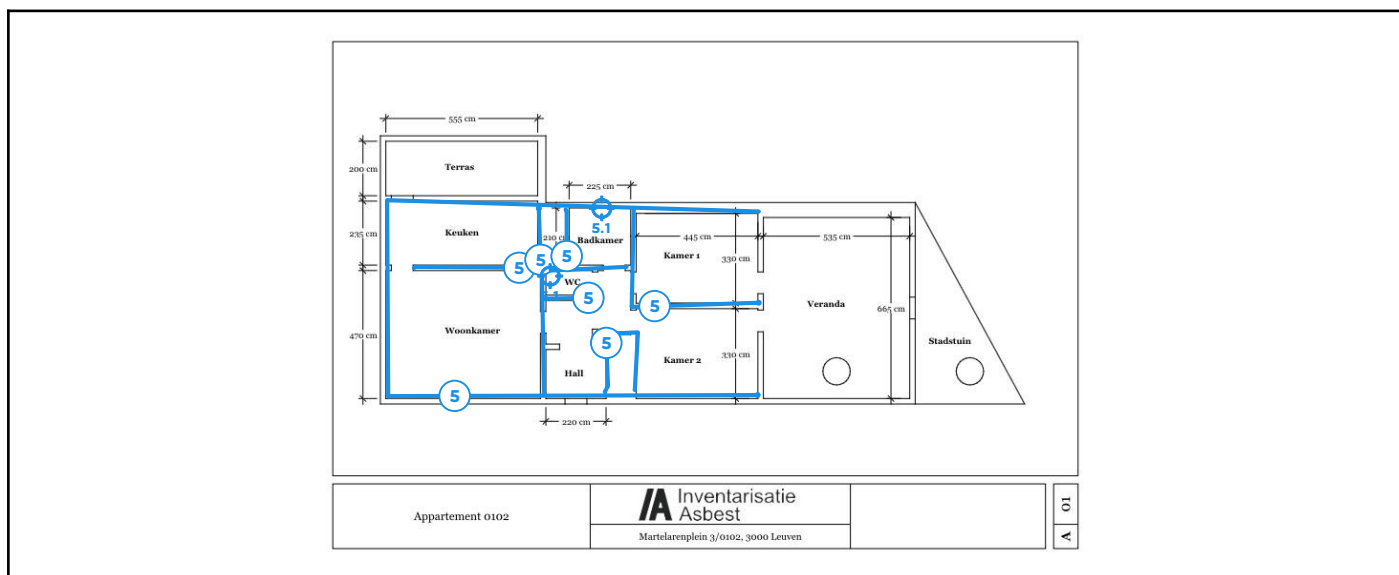 555 cm
Terras
200 cm
225 cm
5.1
Keuken
235 cm
210 cm
Badkamer
445 cm
535 cm
Kamer 1
330 cm
5
5
5
WC
5
5
Veranda
665 cm
Woonkamer
470 cm
5
Kamer 2
330 cm
Stadstuin
Hall
5
220 cm
Appartement 0102
IA Inventarisatie
Asbest
Martelarenplein 3/0102, 3000 Leuven
01
A